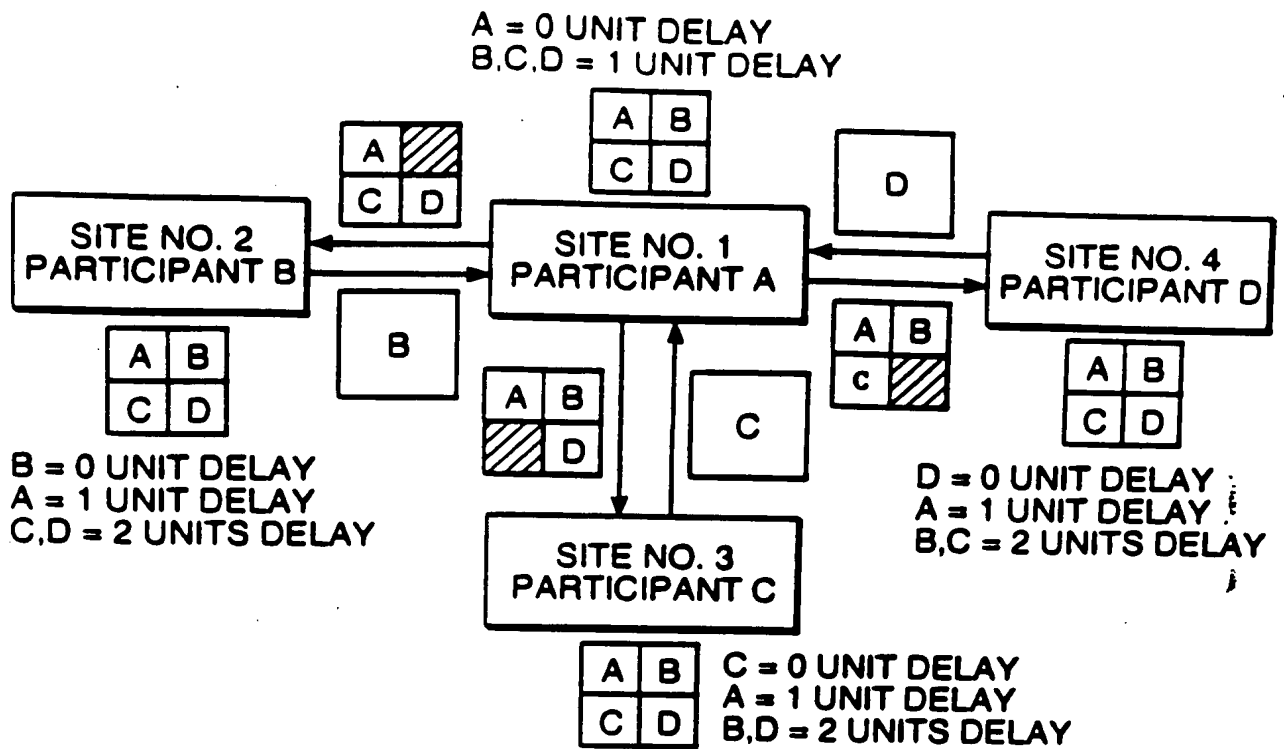 A = 0 UNIT DELAY
B,C,D = 1 UNIT DELAY
A B
C D
A
C D
D
SITE NO. 2
PARTICIPANT B
SITE NO. 1
PARTICIPANT A
SITE NO. 4
PARTICIPANT D
A B
C D
B
A B
D
C
A B
C
A B
C D
B = 0 UNIT DELAY
A = 1 UNIT DELAY
C,D = 2 UNITS DELAY
D = 0 UNIT DELAY
A = 1 UNIT DELAY
B,C = 2 UNITS DELAY
SITE NO. 3
PARTICIPANT C
A B
C D
C = 0 UNIT DELAY
A = 1 UNIT DELAY
B,D = 2 UNITS DELAY